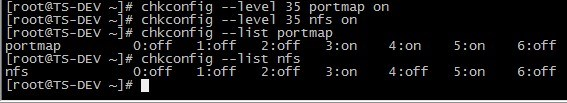 [root@TS-DEV ~]# chkconfig --level 35 portmap on
[root@TS-DEV ~]# chkconfig --level 35 nfs on
[root@TS-DEV ~]# chkconfig --list portmap
portmap 0:off 1:off 2:off 3:on 4:on 5:on 6:off
[root@TS-DEV ~]# chkconfig --list nfs
nfs 0:off 1:off 2:off 3:on 4:off 5:on 6:off
[root@TS-DEV ~]#